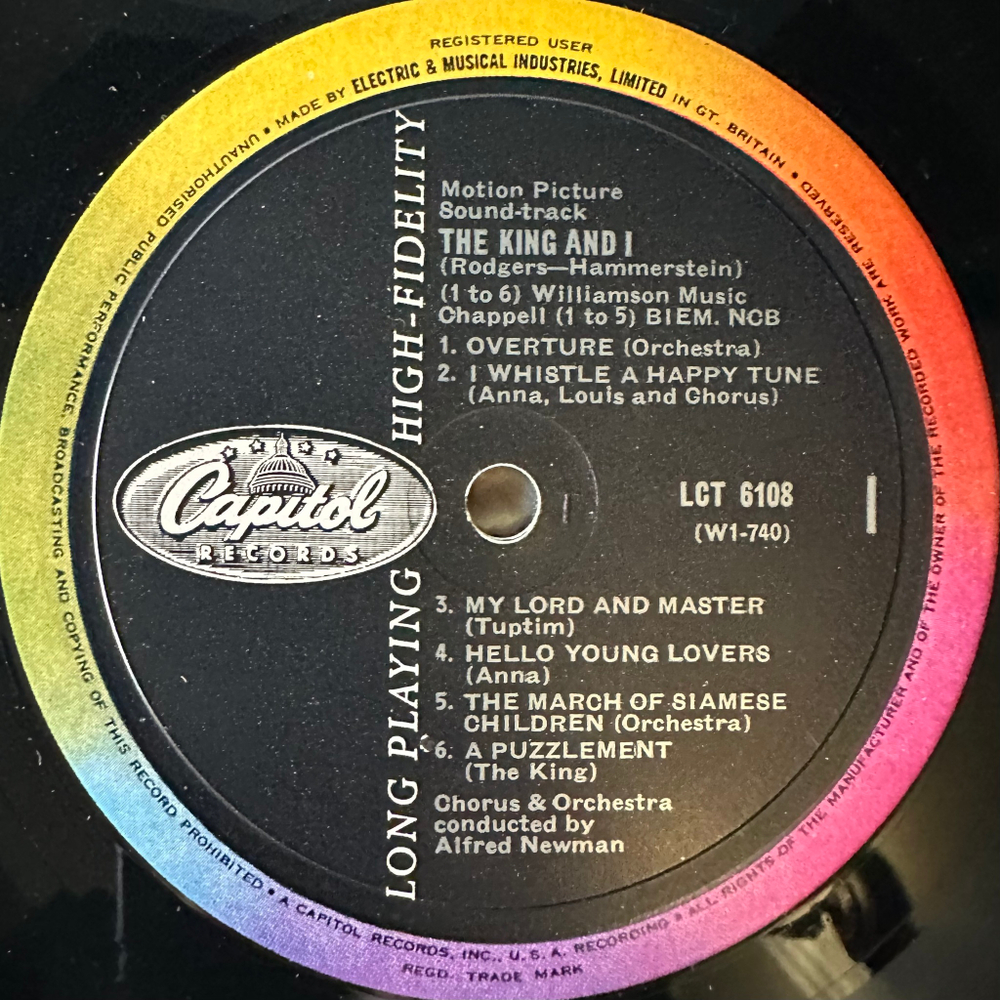 REGISTERED USER
MADE BY ELECTRIC & MUSICAL INDUSTRIES, LIMITED IN GT. BRITAIN • ALL RIGHTS OF THE MANUFACTURER AND OF THE OWNER OF THE RECORDED WORK ARE RESERVED •
UNAUTHORISED PUBLIC PERFORMANCE BROADCASTING AND COPYING OF THIS RECORD PROHIBITED •
A CAPITOL RECORDS, INC., U.S.A. RECORDING •
REGD. TRADE MARK
LONG PLAYING HIGH-FIDELITY
Capitol
RECORDS
Motion Picture
Sound-track
THE KING AND I
(Rodgers—Hammerstein)
(1 to 6) Williamson Music
Chappell (1 to 5) BIEM. NCB
1. OVERTURE (Orchestra)
2. I WHISTLE A HAPPY TUNE
(Anna, Louis and Chorus)
LCT 6108
(W1-740)
1
3. MY LORD AND MASTER
(Tuptim)
4. HELLO YOUNG LOVERS
(Anna)
5. THE MARCH OF SIAMESE
CHILDREN (Orchestra)
6. A PUZZLEMENT
(The King)
Chorus & Orchestra
conducted by
Alfred Newman